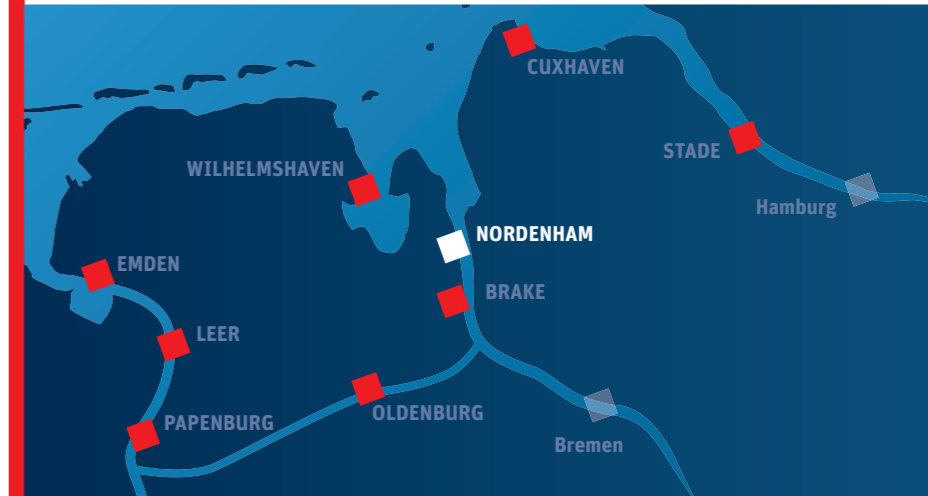 CUXHAVEN
STADE
WILHELMSHAVEN
Hamburg
NORDENHAM
EMDEN
BRAKE
LEER
OLDENBURG
PAPENBURG
Bremen